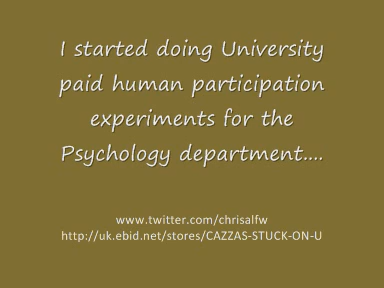 I started doing University
paid human participation
experiments for the
Psychology department....
www.twitter.com/chrisalfw
http://uk.ebid.net/stores/CAZZAS-STUCK-ON-U